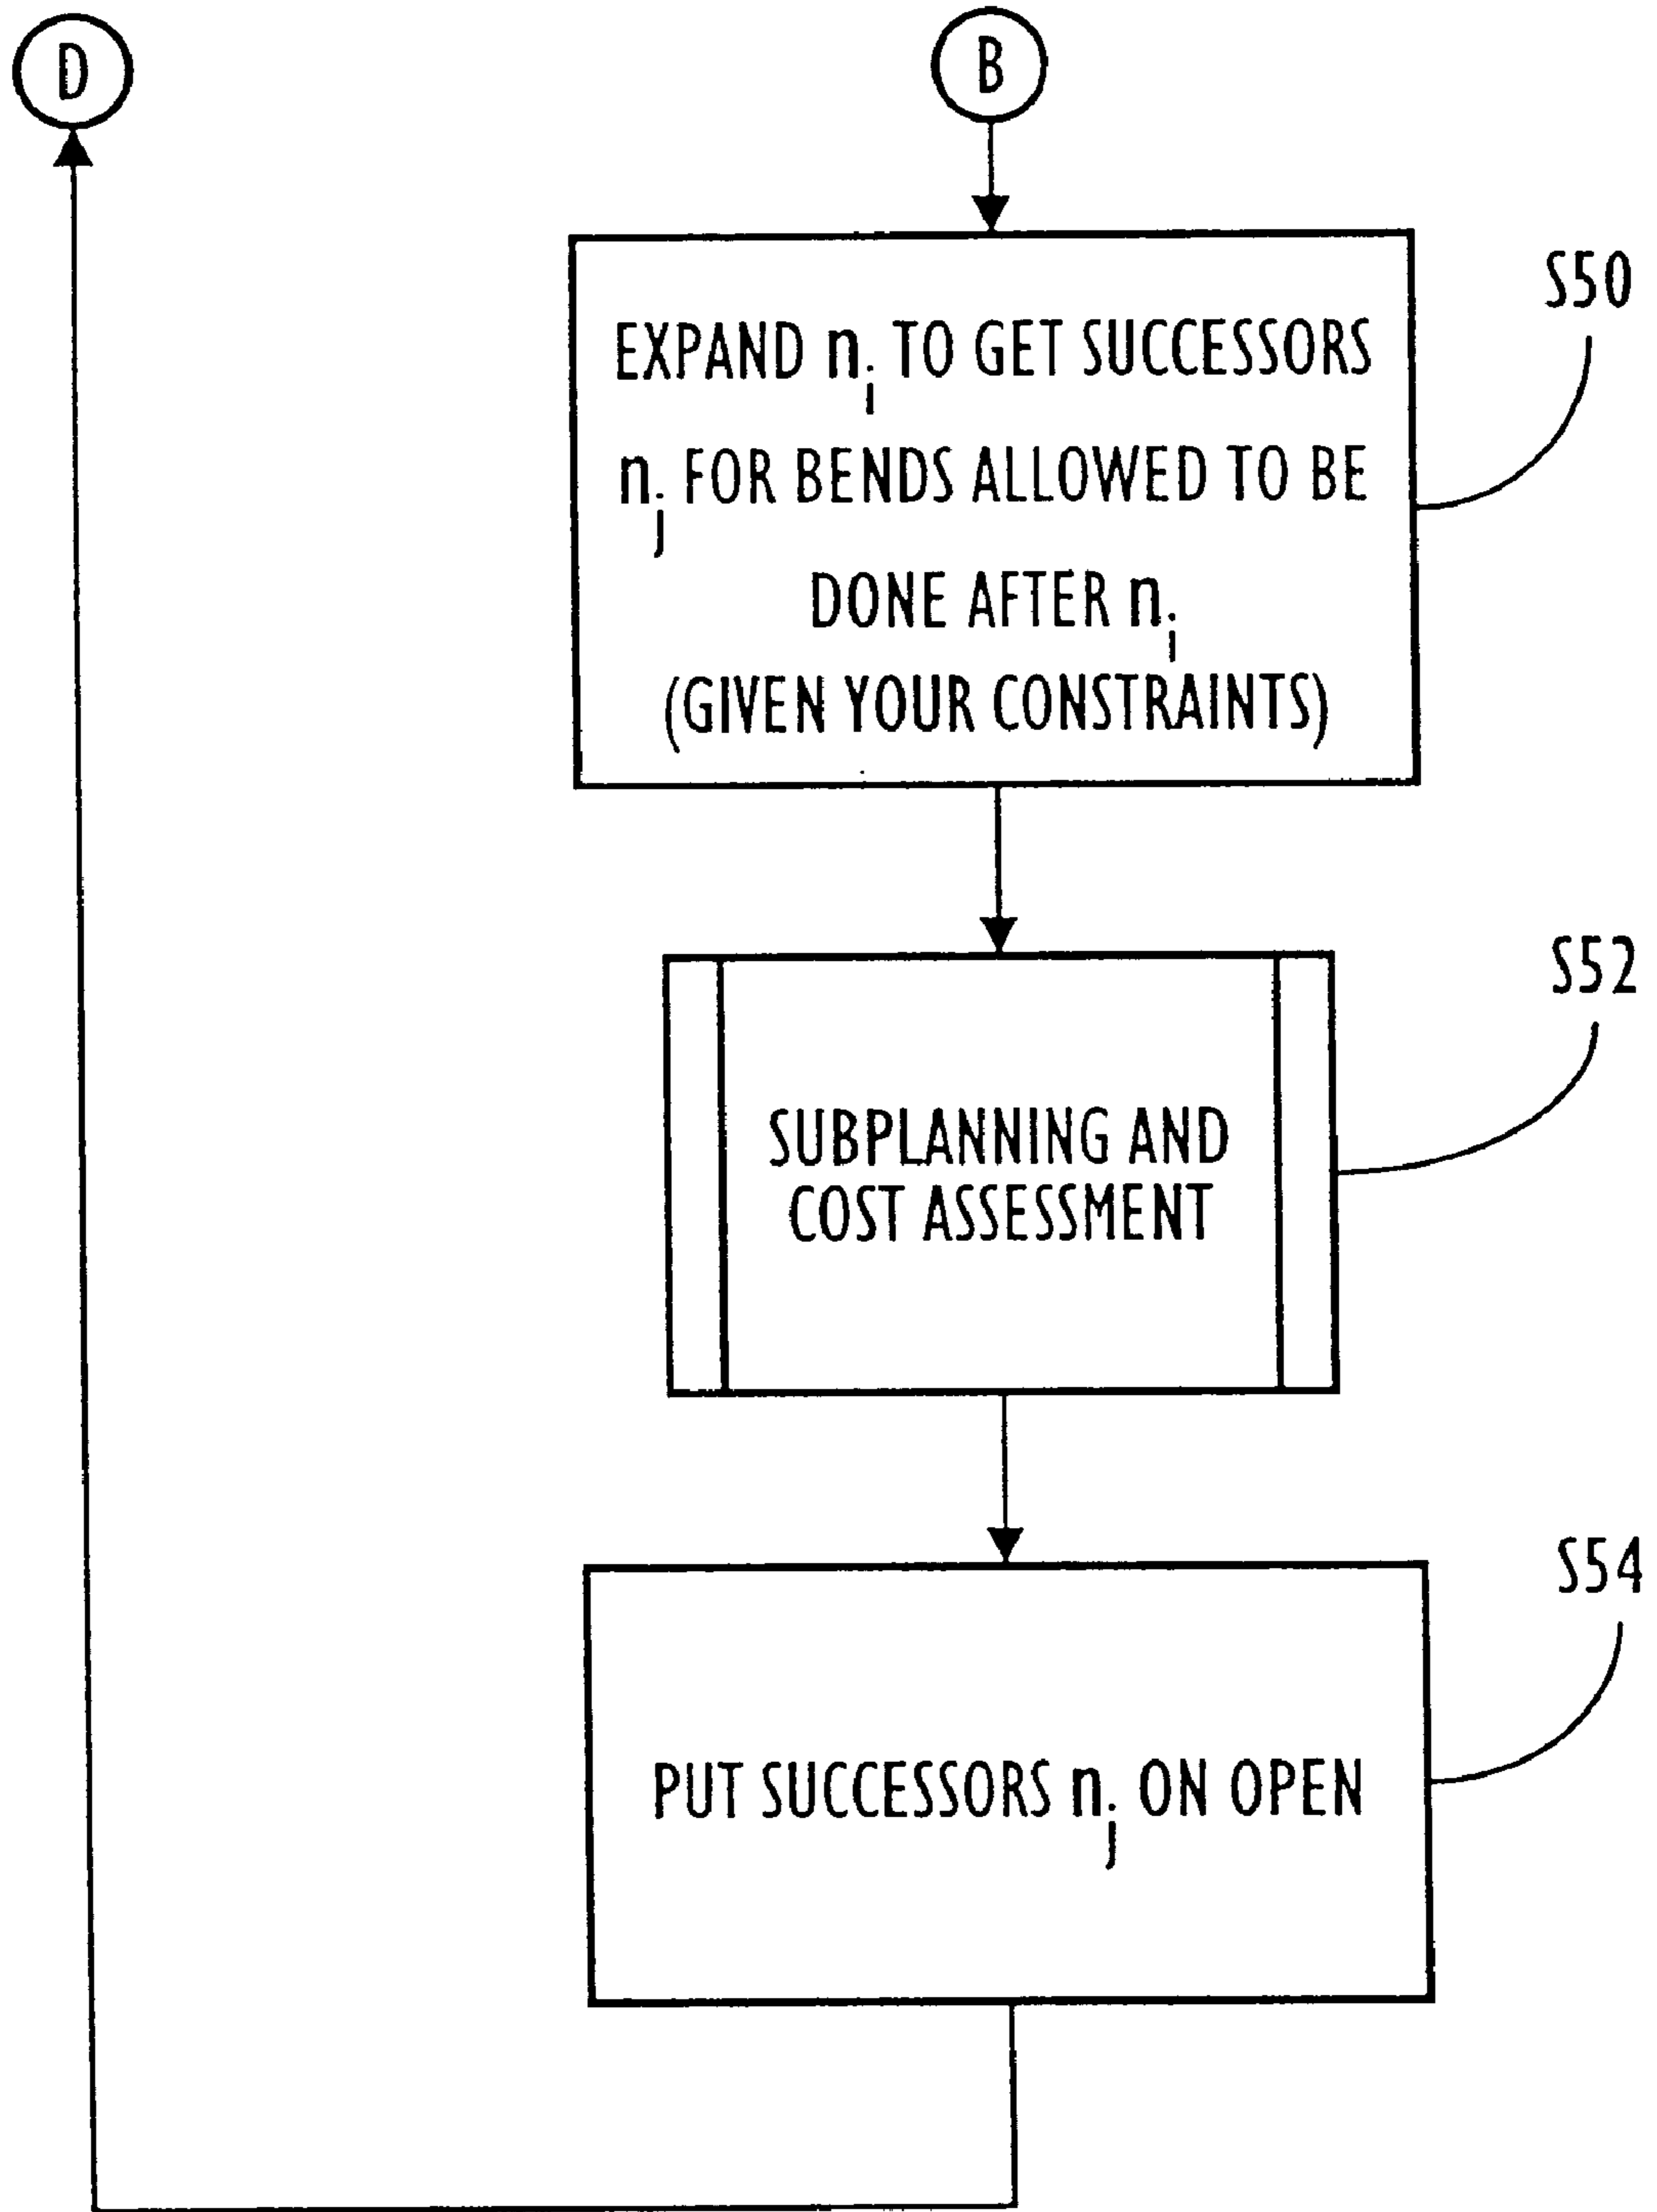 D
B
S50
EXPAND n_i TO GET SUCCESSORS
n_j FOR BENDS ALLOWED TO BE
DONE AFTER n_i
(GIVEN YOUR CONSTRAINTS)
S52
SUBPLANNING AND
COST ASSESSMENT
S54
PUT SUCCESSORS n_j ON OPEN